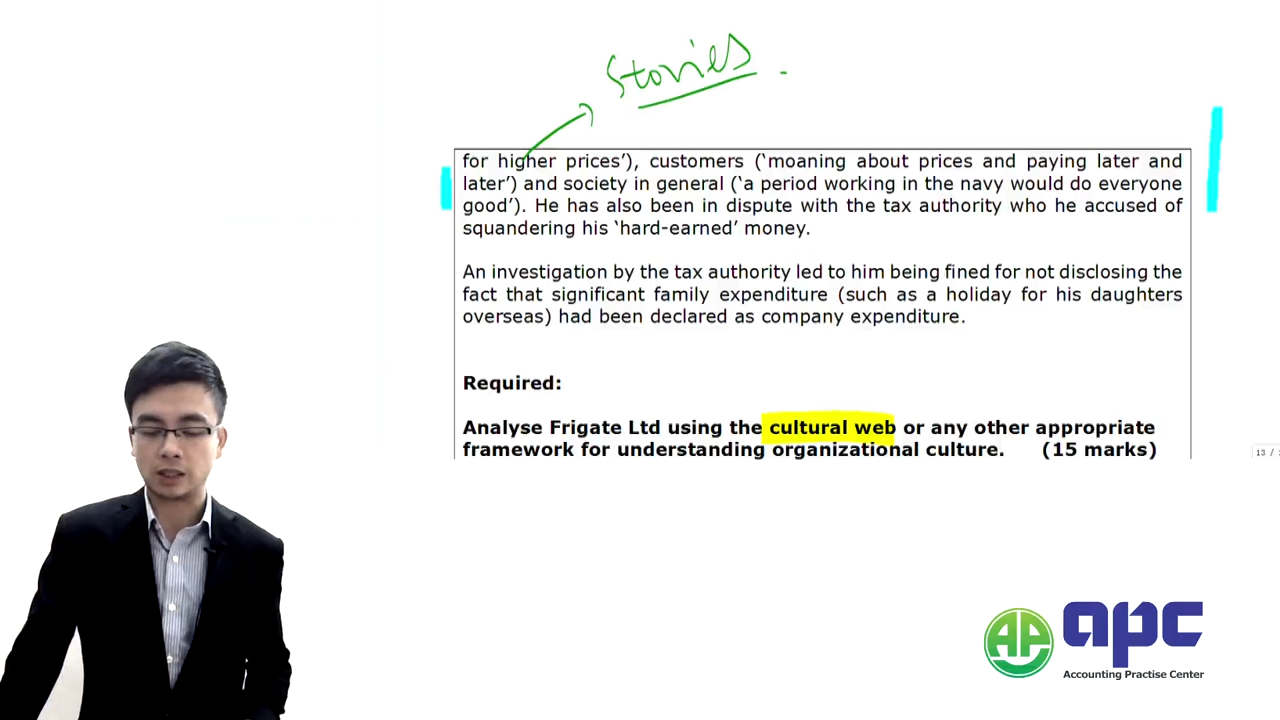 Stories.
for higher prices’), customers (‘moaning about prices and paying later and
later’) and society in general (‘a period working in the navy would do everyone
good’). He has also been in dispute with the tax authority who he accused of
squandering his ‘hard-earned’ money.
An investigation by the tax authority led to him being fined for not disclosing the
fact that significant family expenditure (such as a holiday for his daughters
overseas) had been declared as company expenditure.
Required:
Analyse Frigate Ltd using the cultural web or any other appropriate
framework for understanding organizational culture. (15 marks)
13 /
AP
apc
Accounting Practise Center